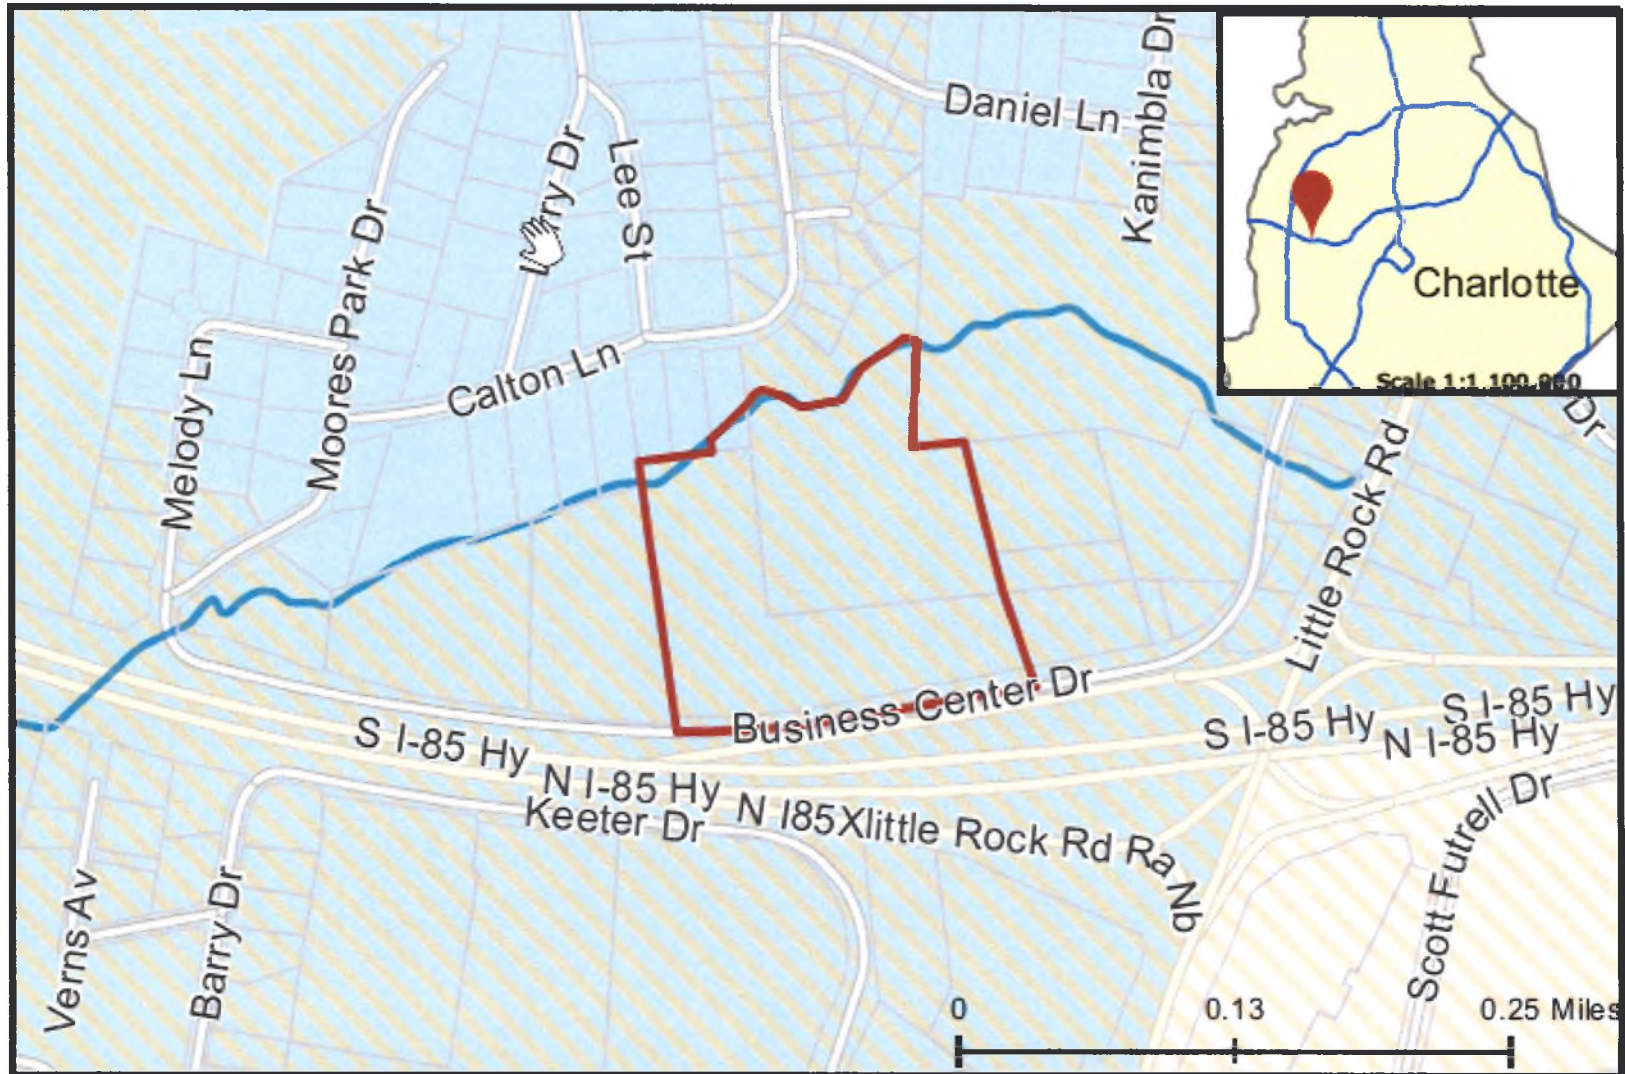 Daniel Ln
Kanimbla Dr
Lee St
Moores Park Dr
Melody Ln
Calton Ln
Charlotte
Scale 1:1,100,000
Dr
Little Rock Rd
Business Center Dr
S I-85 Hy
S I-85 Hy
S I-85 Hy
N I-85 Hy
N I-85 Hy
Keeter Dr
N I85Xlittle Rock Rd Ra Nb
Scott Futrell Dr
Verns Av
Barry Dr
0
0.13
0.25 Miles